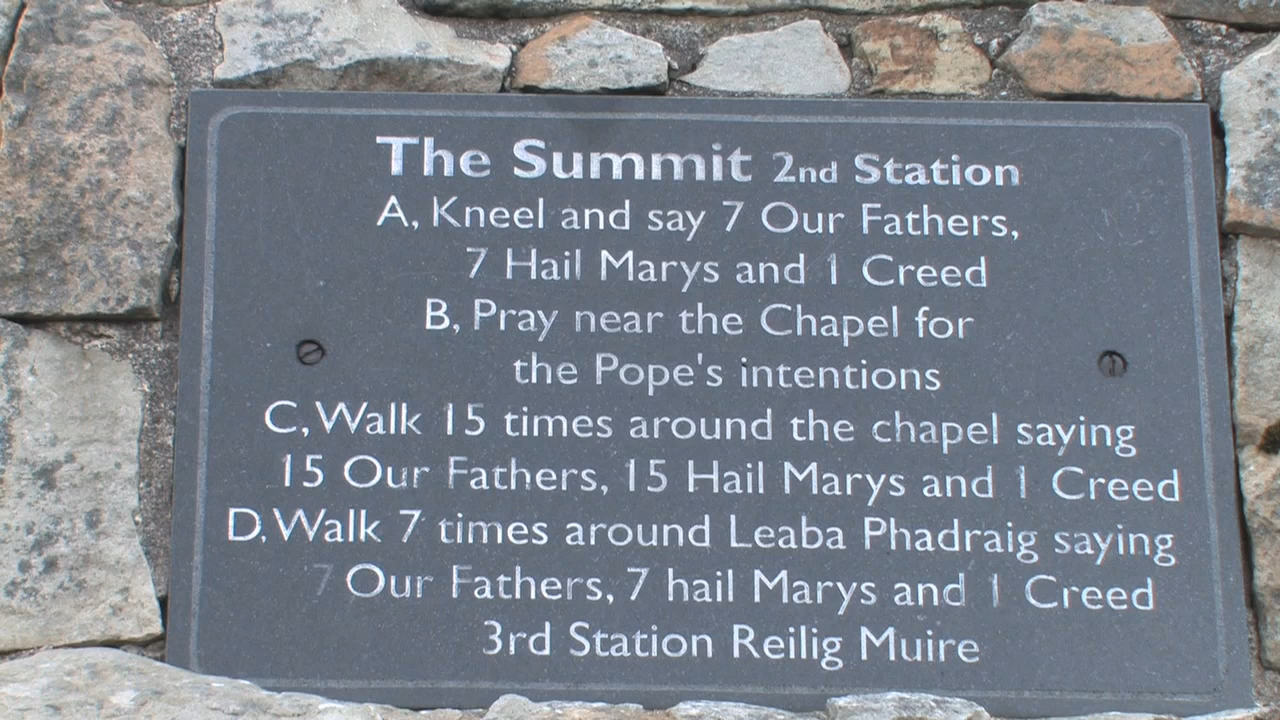 The Summit 2nd Station
A, Kneel and say 7 Our Fathers,
7 Hail Marys and 1 Creed
B, Pray near the Chapel for
the Pope's intentions
C, Walk 15 times around the chapel saying
15 Our Fathers, 15 Hail Marys and 1 Creed
D, Walk 7 times around Leaba Phadraig saying
7 Our Fathers, 7 hail Marys and 1 Creed
3rd Station Reilig Muire